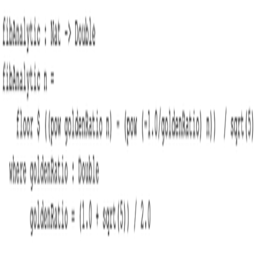 fibAnalytic : Nat -> Double
fibAnalytic n =
floor $ ((pow goldenRatio n) - (pow (-1.0/goldenRatio) n)) / sqrt(5)
where goldenRatio : Double
goldenRatio = (1.0 + sqrt(5)) / 2.0